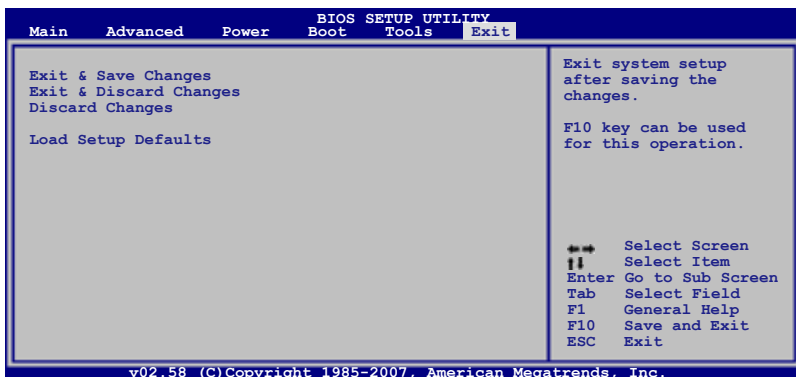 BIOS SETUP UTILITY
Main Advanced Power Boot Tools Exit
Exit & Save Changes
Exit & Discard Changes
Discard Changes
Load Setup Defaults
Exit system setup
after saving the
changes.
F10 key can be used
for this operation.
Select Screen
Select Item
Enter Go to Sub Screen
Tab Select Field
F1 General Help
F10 Save and Exit
ESC Exit
v02.58 (C)Copyright 1985-2007, American Megatrends, Inc.